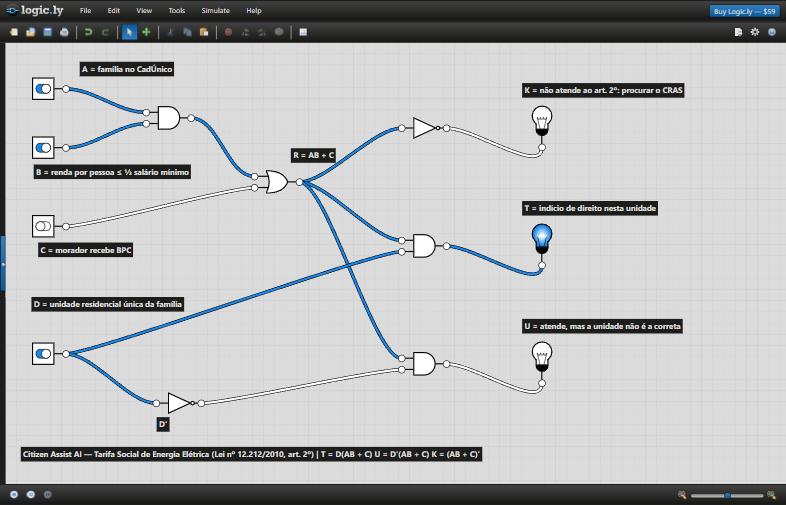 logic.ly
File Edit View Tools Simulate Help
Buy Logic.ly — $59
A = família no CadÚnico
K = não atende ao art. 2º: procurar o CRAS
R = AB + C
B = renda por pessoa ≤ ½ salário mínimo
T = indício de direito nesta unidade
C = morador recebe BPC
D = unidade residencial única da família
U = atende, mas a unidade não é a correta
D'
Citizen Assist AI — Tarifa Social de Energia Elétrica (Lei nº 12.212/2010, art. 2º) | T = D(AB + C) U = D'(AB + C) K = (AB + C)'